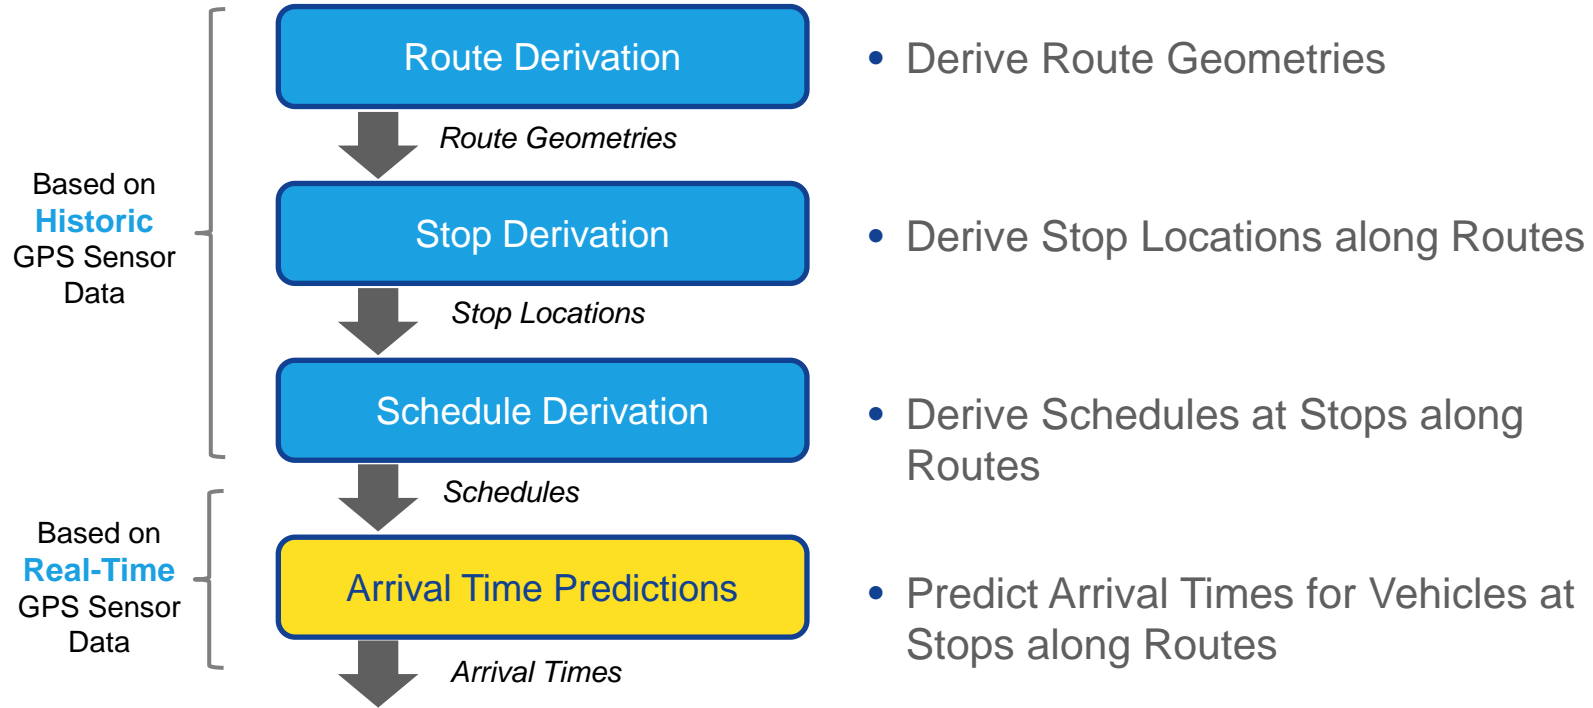 Route Derivation
• Derive Route Geometries
Route Geometries
Based on
Historic
GPS Sensor
Data
Stop Derivation
• Derive Stop Locations along Routes
Stop Locations
Schedule Derivation
• Derive Schedules at Stops along
Routes
Schedules
Based on
Real-Time
GPS Sensor
Data
Arrival Time Predictions
• Predict Arrival Times for Vehicles at
Stops along Routes
Arrival Times